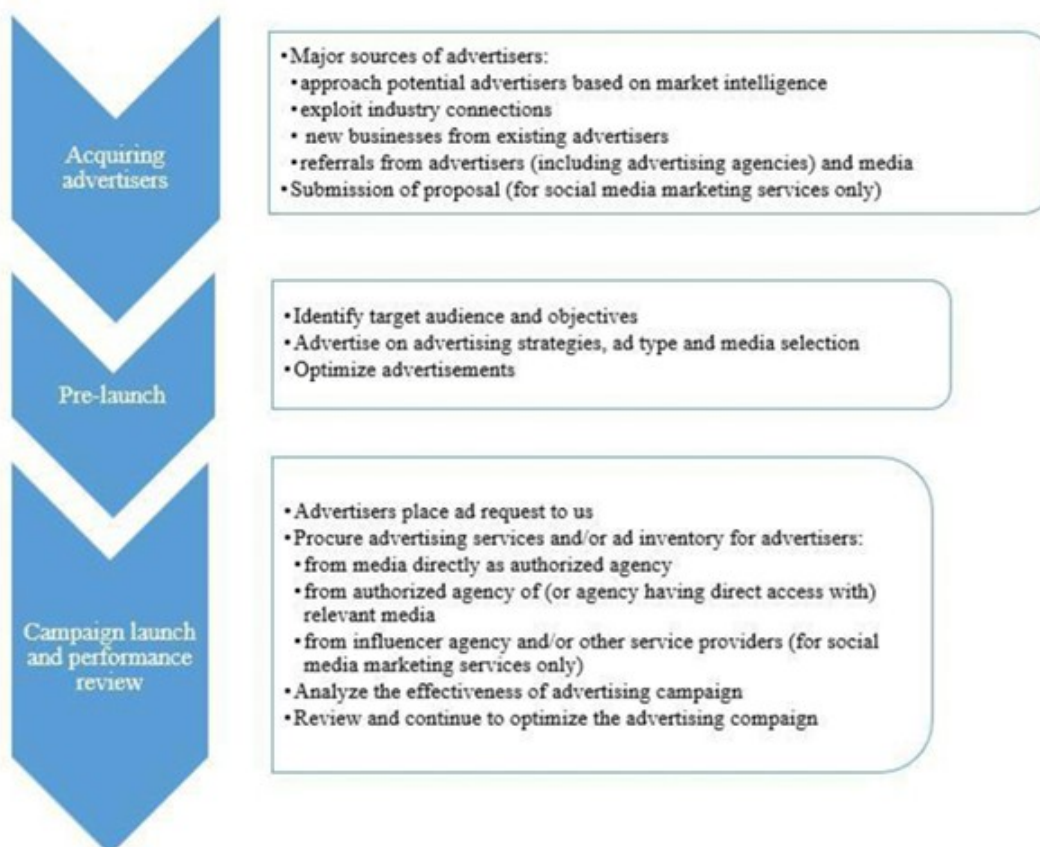 Acquiring
advertisers
•Major sources of advertisers:
•approach potential advertisers based on market intelligence
•exploit industry connections
• new businesses from existing advertisers
•referrals from advertisers (including advertising agencies) and media
•Submission of proposal (for social media marketing services only)
Pre-launch
•Identify target audience and objectives
•Advertise on advertising strategies, ad type and media selection
•Optimize advertisements
Campaign launch
and performance
review
•Advertisers place ad request to us
•Procure advertising services and/or ad inventory for advertisers:
•from media directly as authorized agency
•from authorized agency of (or agency having direct access with)
relevant media
•from influencer agency and/or other service providers (for social
media marketing services only)
•Analyze the effectiveness of advertising campaign
•Review and continue to optimize the advertising compaign